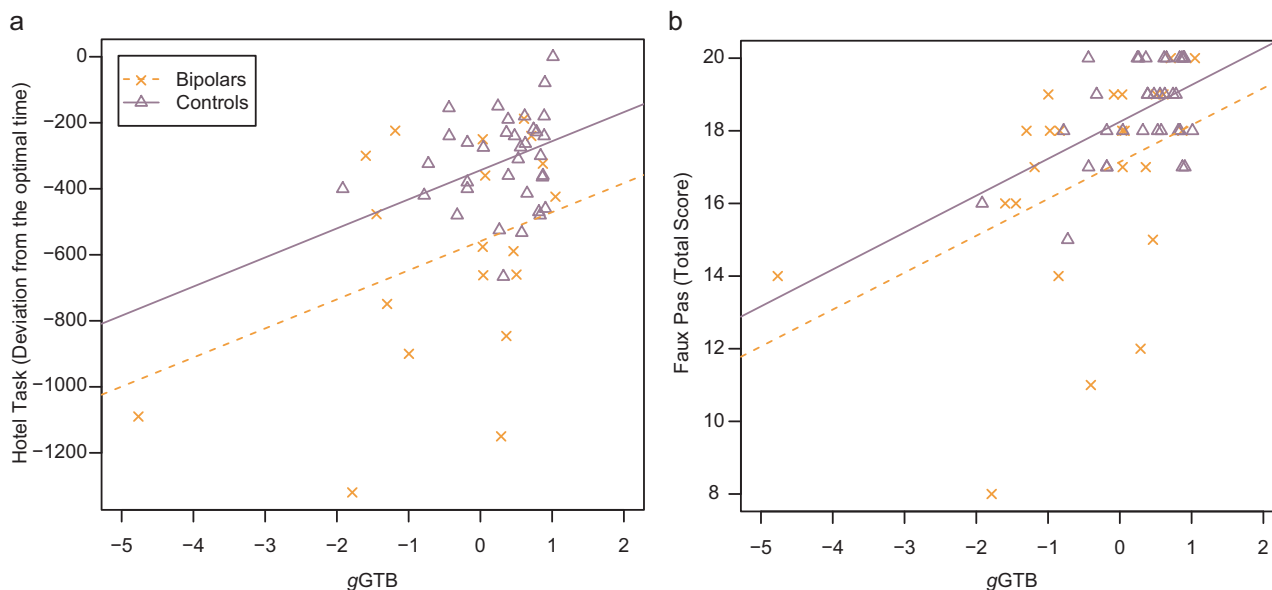 a
Hotel Task (Deviation from the optimal time)
0
−200
−400
−600
−800
−1000
−1200
Bipolars
Controls
−5 −4 −3 −2 −1 0 1 2
gGTB
b
Faux Pas (Total Score)
20
18
16
14
12
10
8
−5 −4 −3 −2 −1 0 1 2
gGTB